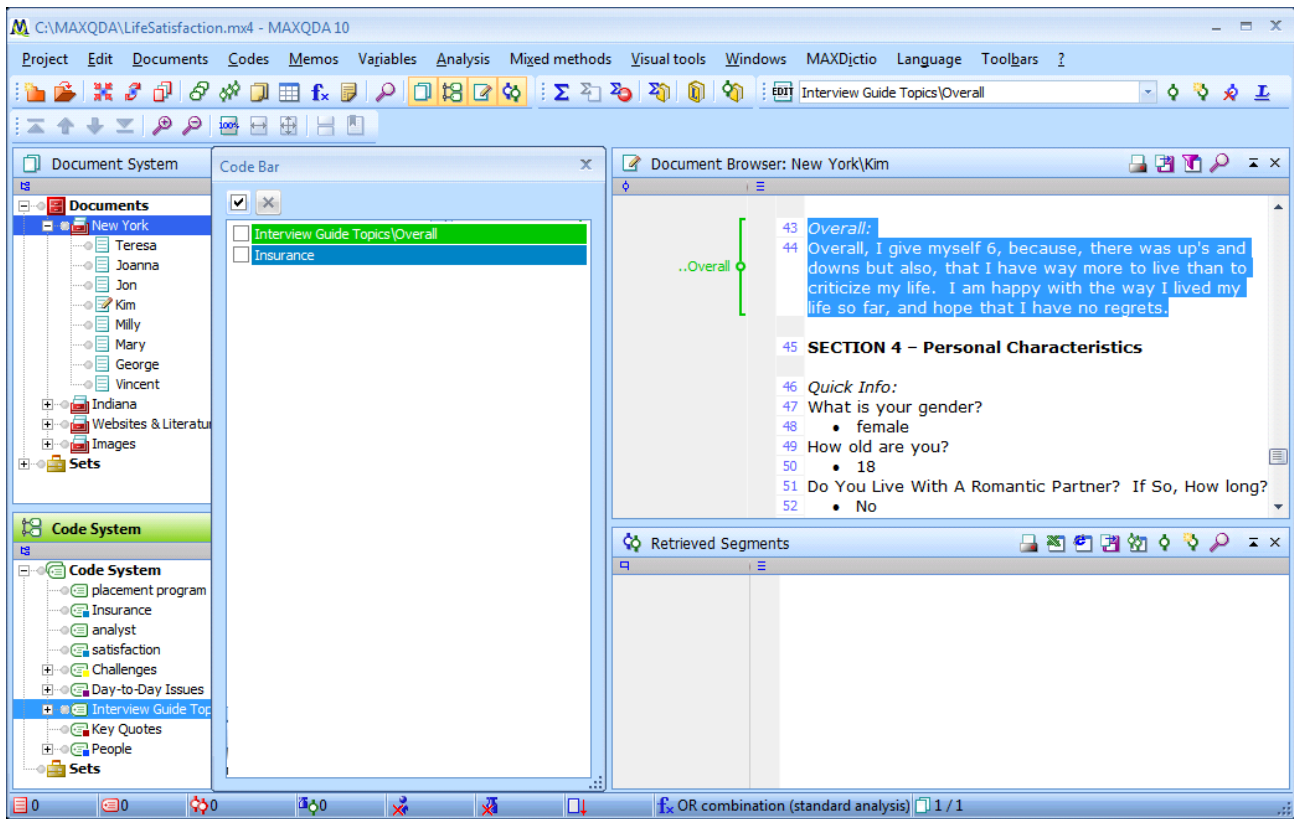 C:\MAXQDA\LifeSatisfaction.mx4 - MAXQDA 10
Project Edit Documents Codes Memos Variables Analysis Mixed methods Visual tools Windows MAXDictio Language Toolbars ?
Interview Guide Topics\Overall
100%
Document System
Documents
New York
Teresa
Joanna
Jon
Kim
Milly
Mary
George
Vincent
Indiana
Websites & Literatu
Images
Sets
Code System
Code System
placement program
Insurance
analyst
satisfaction
Challenges
Day-to-Day Issues
Interview Guide Top
Key Quotes
People
Sets
Code Bar
Interview Guide Topics\Overall
Insurance
Document Browser: New York\Kim
..Overall
43 Overall:
44 Overall, I give myself 6, because, there was up's and
downs but also, that I have way more to live than to
criticize my life. I am happy with the way I lived my
life so far, and hope that I have no regrets.
45 SECTION 4 – Personal Characteristics
46 Quick Info:
47 What is your gender?
48 • female
49 How old are you?
50 • 18
51 Do You Live With A Romantic Partner? If So, How long?
52 • No
Retrieved Segments
0 0 0 0 OR combination (standard analysis) 1 / 1